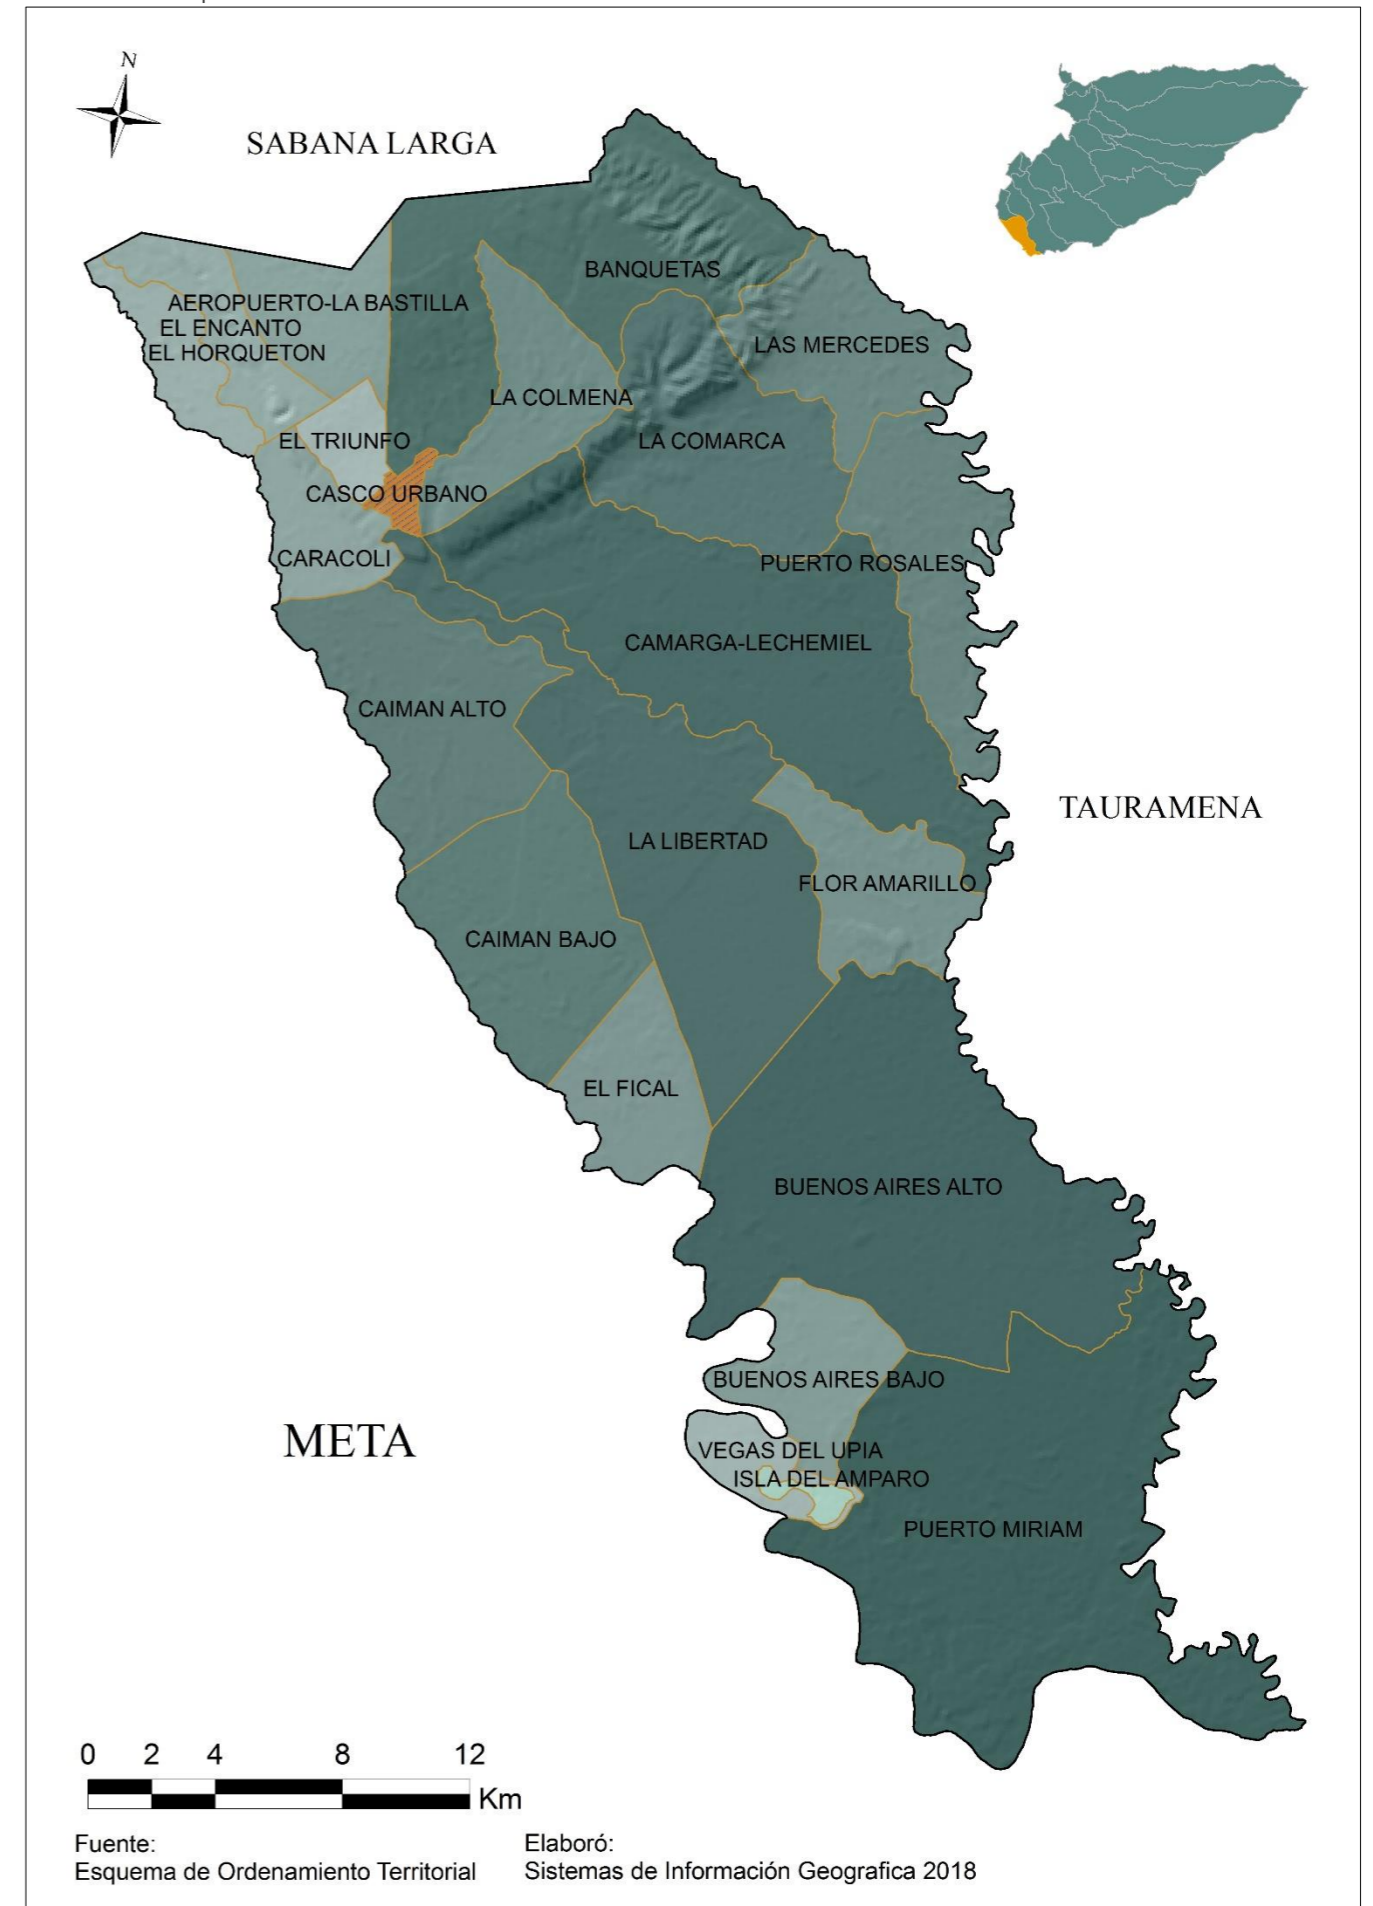 N
SABANA LARGA
BANQUETAS
AEROPUERTO-LA BASTILLA
EL ENCANTO
EL HORQUETON
LAS MERCEDES
LA COLMENA
EL TRIUNFO
LA COMARCA
CASCO URBANO
CARACOLI
PUERTO ROSALES
CAMARGA-LECHEMIEL
CAIMAN ALTO
TAURAMENA
LA LIBERTAD
FLOR AMARILLO
CAIMAN BAJO
EL FICAL
BUENOS AIRES ALTO
BUENOS AIRES BAJO
META
VEGAS DEL UPIA
ISLA DEL AMPARO
PUERTO MIRIAM
0 2 4 8 12
Km
Fuente:
Esquema de Ordenamiento Territorial
Elaboró:
Sistemas de Información Geografica 2018